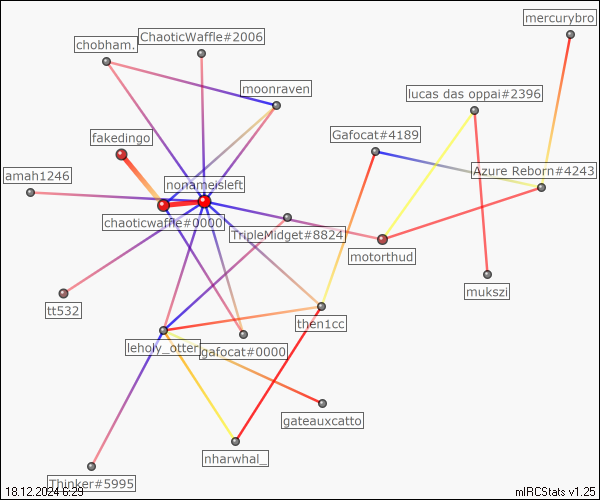 mercurybro
ChaoticWaffle#2006
chobham.
moonraven
lucas das oppai#2396
Gafocat#4189
fakedingo
Azure Reborn#4243
amah1246
nonameisleft
chaoticwaffle#0000
TripleMidget#8824
motorthud
mukszi
tt532
then1cc
leholy_otter
gafocat#0000
gateauxcatto
nharwhal_
Thinker#5995
18.12.2024 6:29
mIRCStats v1.25